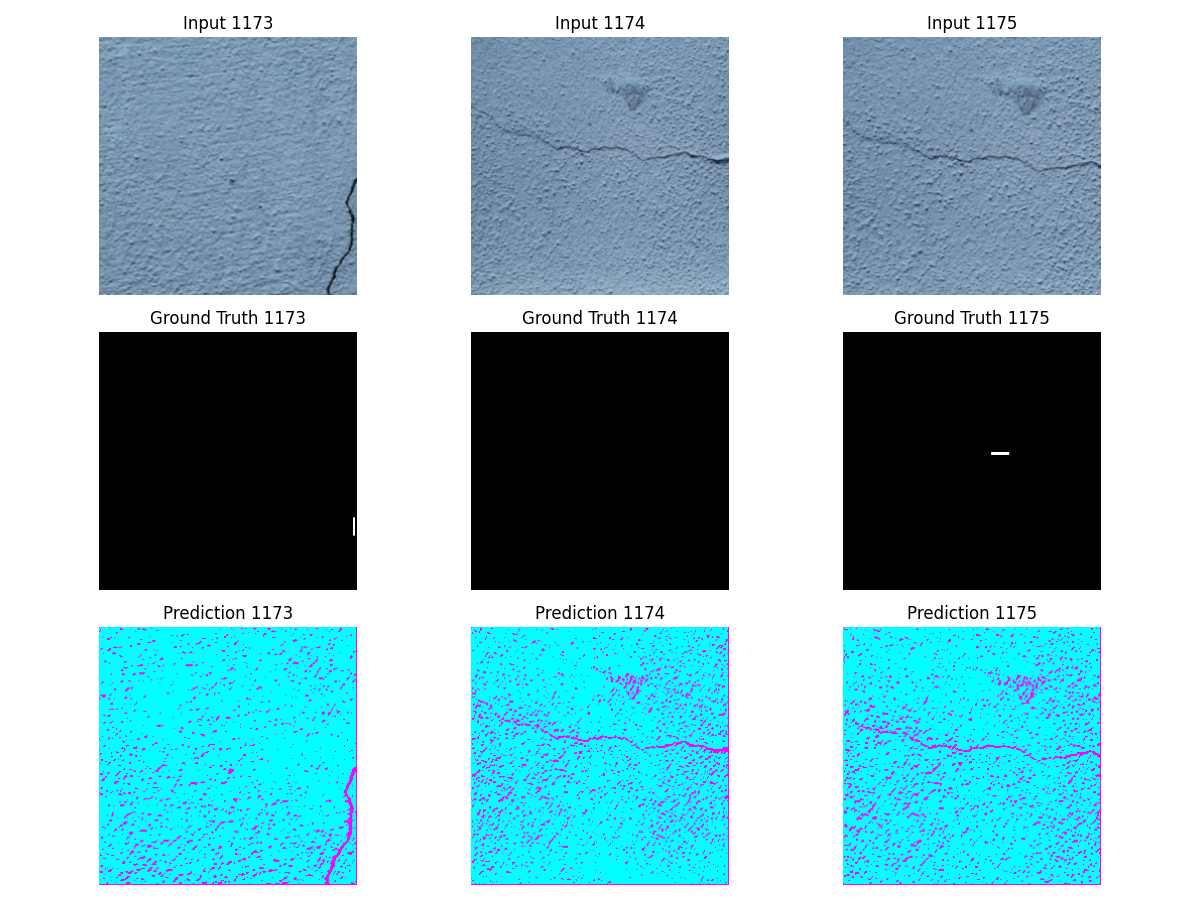 Input 1173
Input 1174
Input 1175
Ground Truth 1173
Ground Truth 1174
Ground Truth 1175
Prediction 1173
Prediction 1174
Prediction 1175